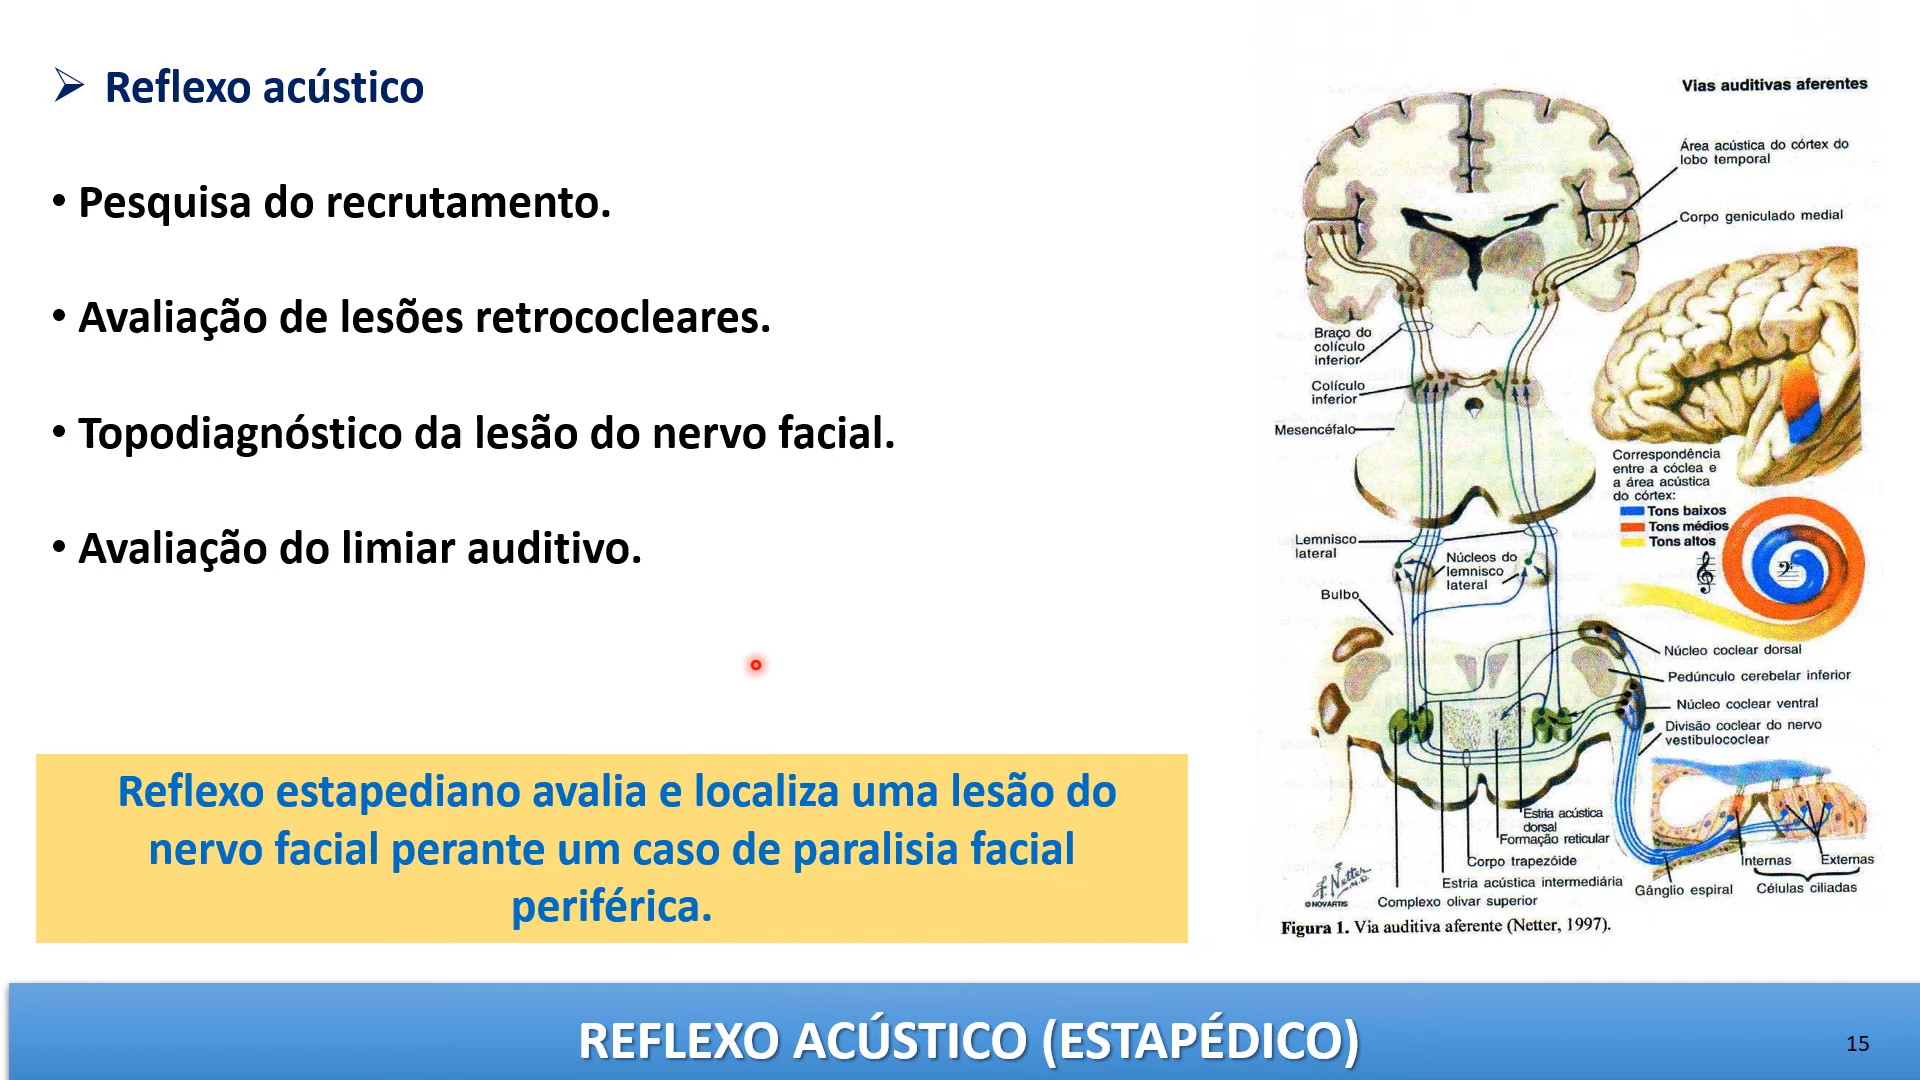 Reflexo acústico
• Pesquisa do recrutamento.
• Avaliação de lesões retrococleares.
• Topodiagnóstico da lesão do nervo facial.
• Avaliação do limiar auditivo.
Reflexo estapediano avalia e localiza uma lesão do
nervo facial perante um caso de paralisia facial
periférica.
Vias auditivas aferentes
Área acústica do córtex do
lobo temporal
Corpo geniculado medial
Braço do
colículo
inferior
Colículo
inferior
Mesencéfalo
Correspondência
entre a cóclea e
a área acústica
do córtex:
Tons baixos
Tons médios
Tons altos
Lemnisco
lateral
Núcleos do
lemnisco
lateral
Bulbo
Núcleo coclear dorsal
Pedúnculo cerebelar inferior
Núcleo coclear ventral
Divisão coclear do nervo
vestibulococlear
Estria acústica
dorsal
Formação reticular
Corpo trapezóide
Estria acústica intermediária
Complexo olivar superior
Internas
Externas
Gânglio espiral
Células ciliadas
F. Netter
M.D.
© NOVARTIS
Figura 1. Via auditiva aferente (Netter, 1997).
REFLEXO ACÚSTICO (ESTAPÉDICO)
15